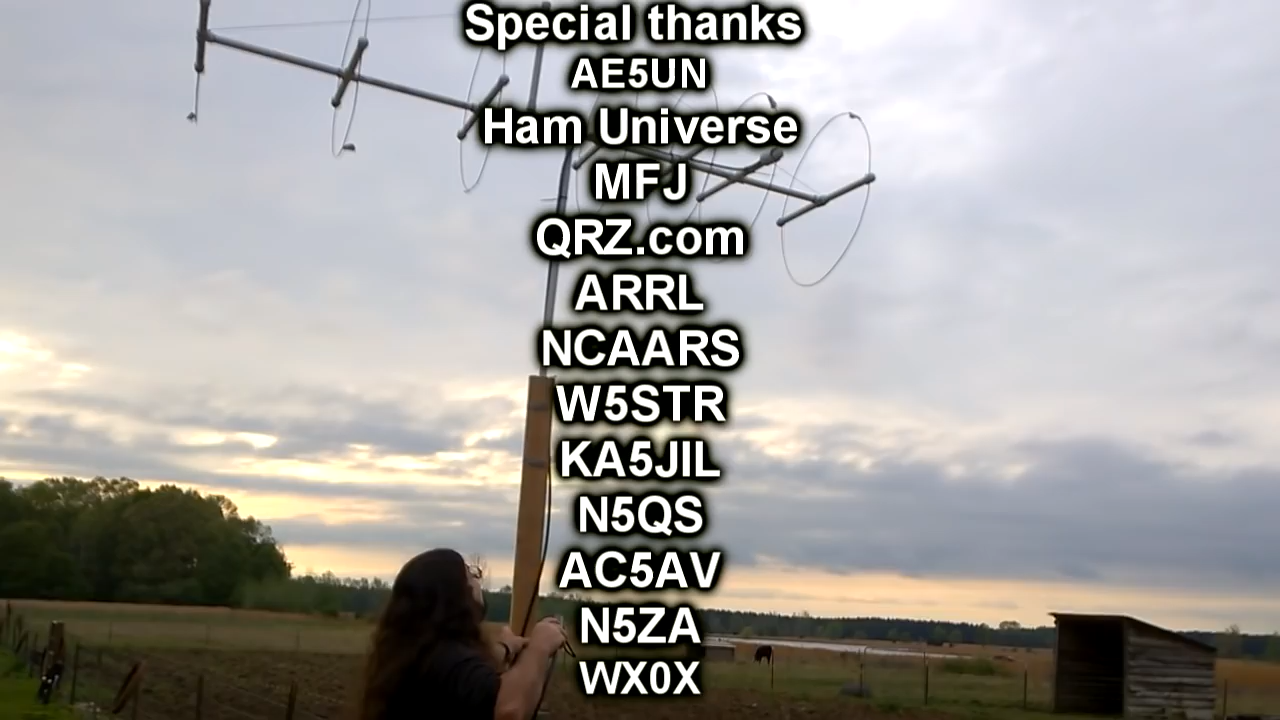 Special thanks
AE5UN
Ham Universe
MFJ
QRZ.com
ARRL
NCAARS
W5STR
KA5JIL
N5QS
AC5AV
N5ZA
WX0X